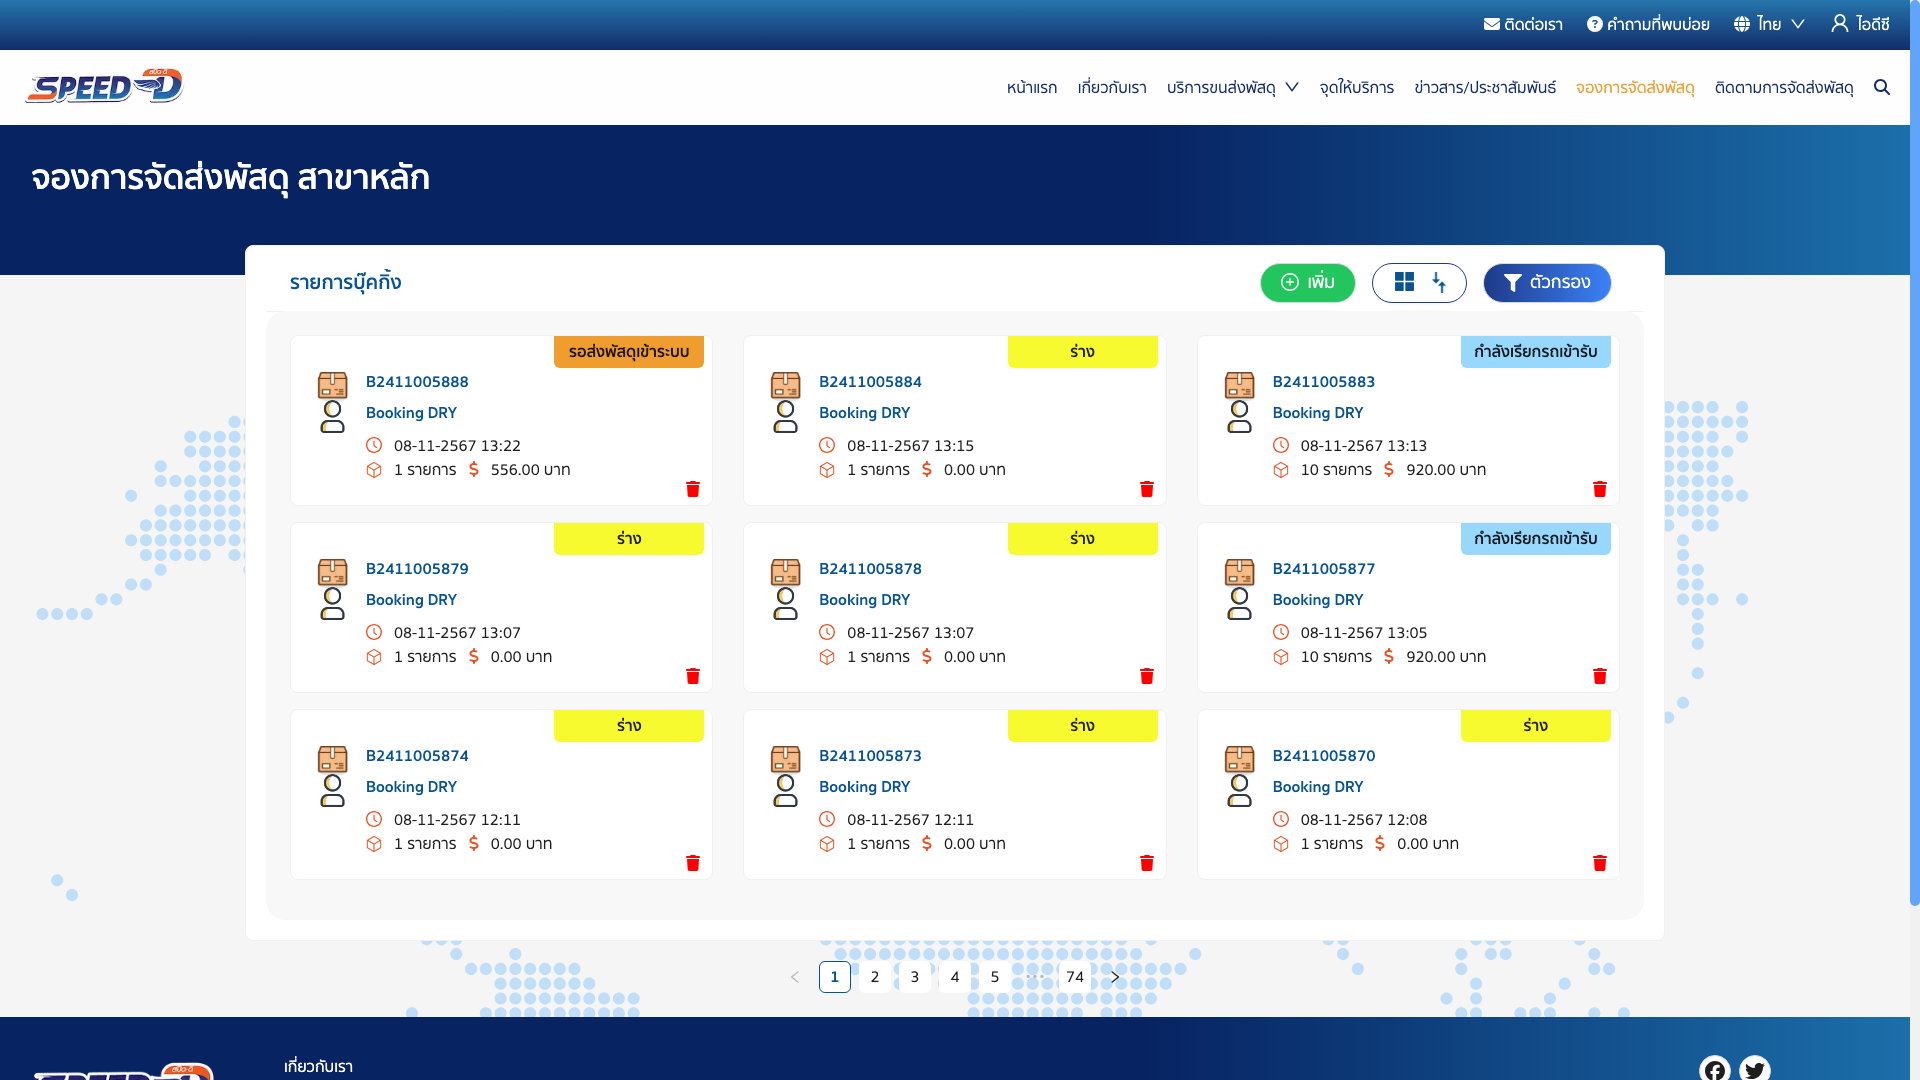 ติดต่อเรา คำถามที่พบบ่อย ไทย ไอดีซี
SPEED-D สปีด-ดี
หน้าแรก เกี่ยวกับเรา บริการขนส่งพัสดุ จุดให้บริการ ข่าวสาร/ประชาสัมพันธ์ จองการจัดส่งพัสดุ ติดตามการจัดส่งพัสดุ
จองการจัดส่งพัสดุ สาขาหลัก
รายการบุ๊คกิ้ง
เพิ่ม ตัวกรอง
รอส่งพัสดุเข้าระบบ
B2411005888
Booking DRY
08-11-2567 13:22
1 รายการ $ 556.00 บาท
ร่าง
B2411005884
Booking DRY
08-11-2567 13:15
1 รายการ $ 0.00 บาท
กำลังเรียกรถเข้ารับ
B2411005883
Booking DRY
08-11-2567 13:13
10 รายการ $ 920.00 บาท
ร่าง
B2411005879
Booking DRY
08-11-2567 13:07
1 รายการ $ 0.00 บาท
ร่าง
B2411005878
Booking DRY
08-11-2567 13:07
1 รายการ $ 0.00 บาท
กำลังเรียกรถเข้ารับ
B2411005877
Booking DRY
08-11-2567 13:05
10 รายการ $ 920.00 บาท
ร่าง
B2411005874
Booking DRY
08-11-2567 12:11
1 รายการ $ 0.00 บาท
ร่าง
B2411005873
Booking DRY
08-11-2567 12:11
1 รายการ $ 0.00 บาท
ร่าง
B2411005870
Booking DRY
08-11-2567 12:08
1 รายการ $ 0.00 บาท
1 2 3 4 5 ••• 74
เกี่ยวกับเรา